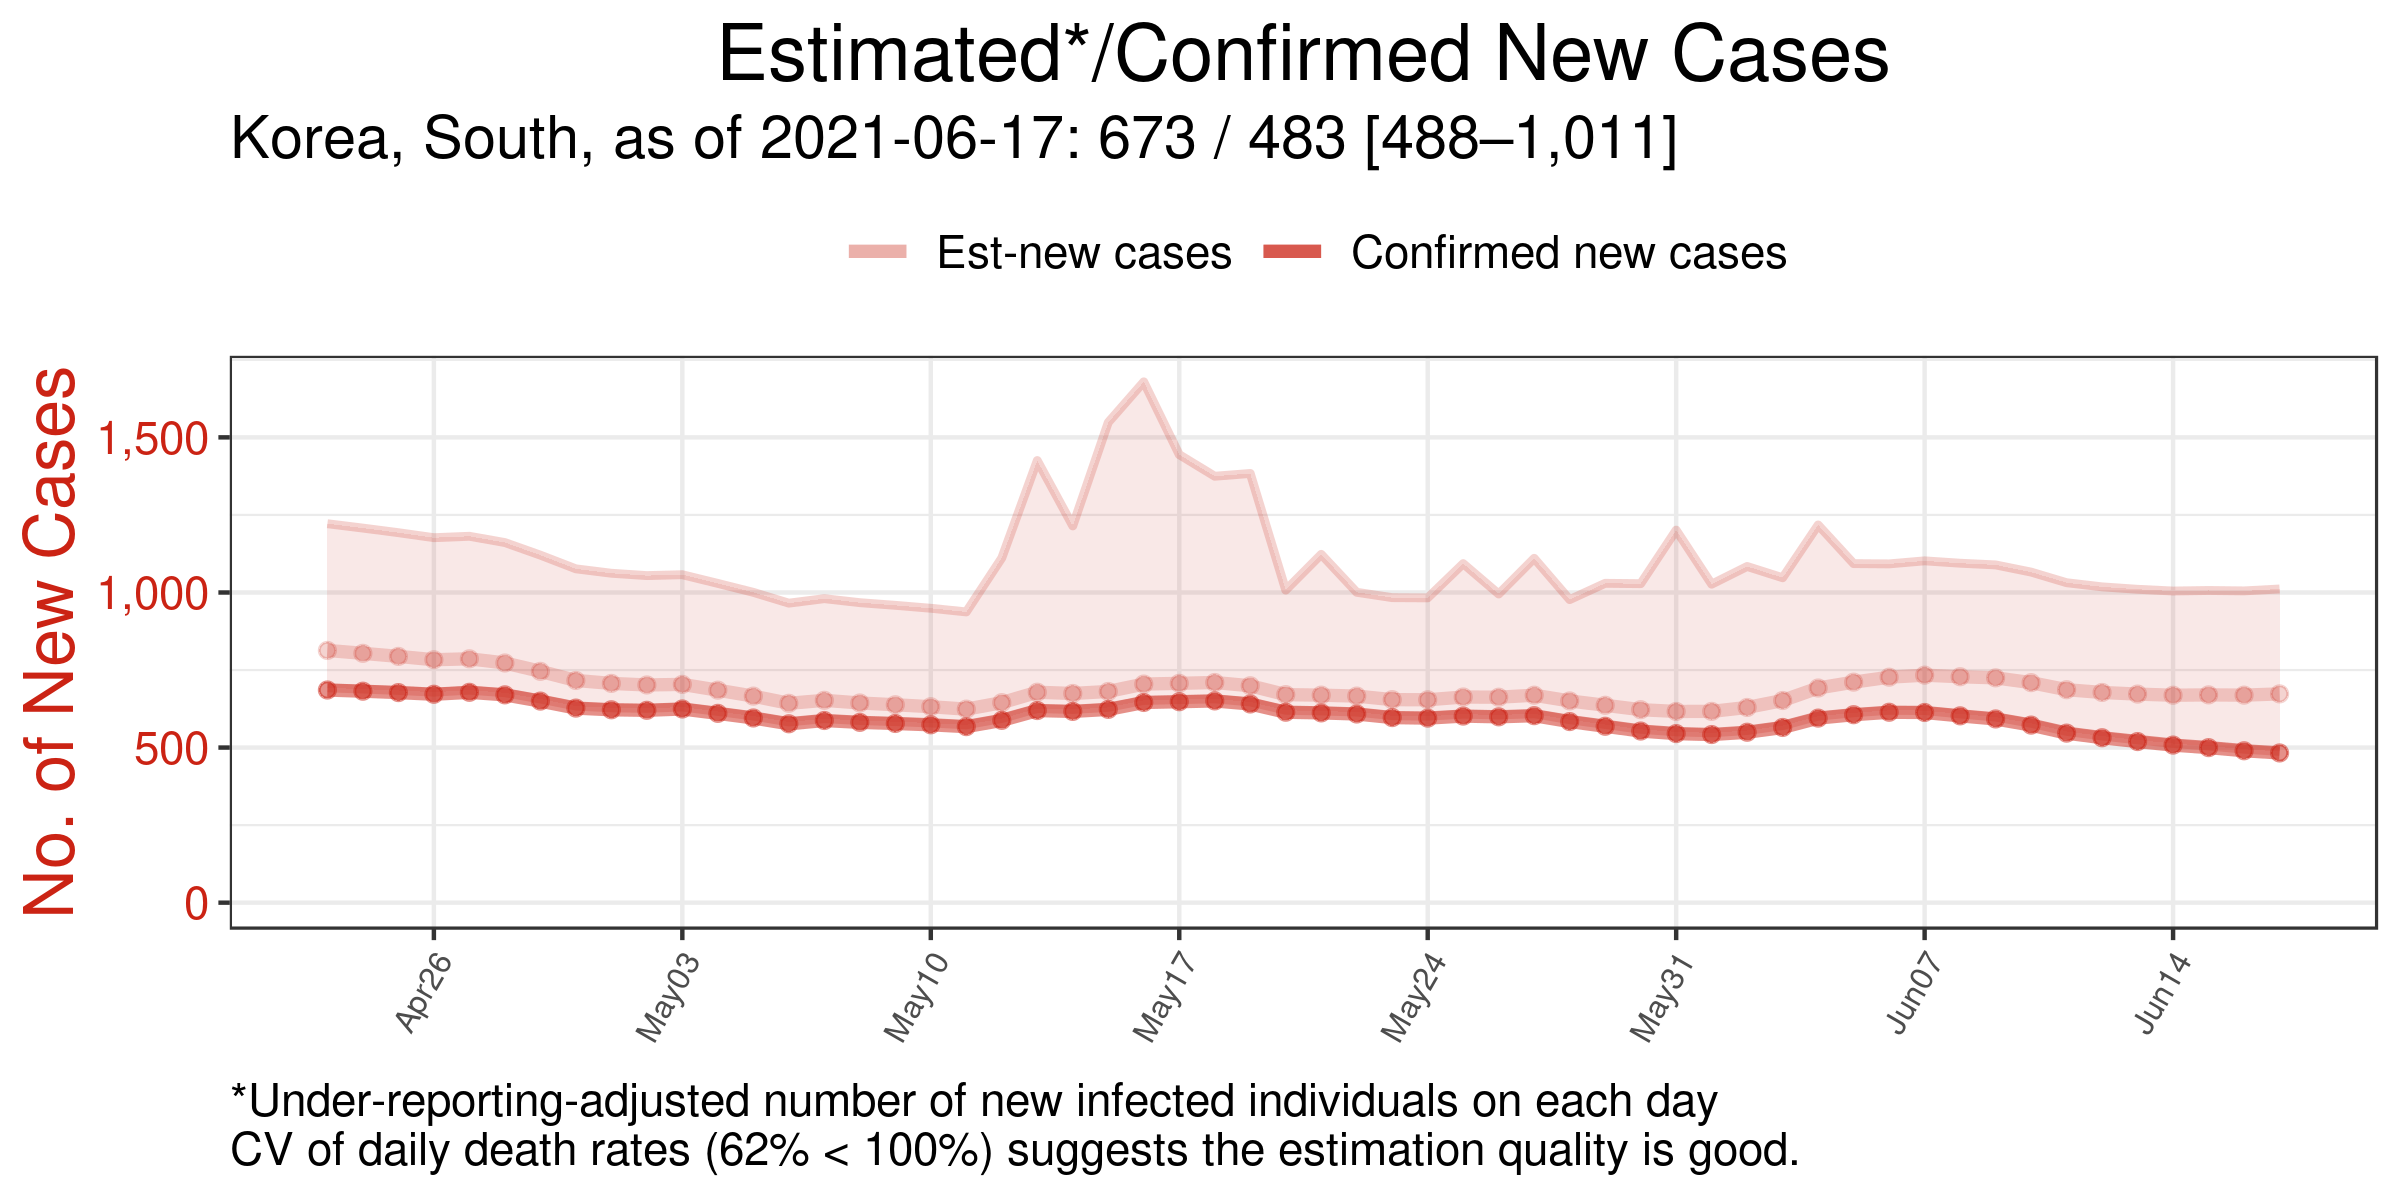 Estimated*/Confirmed New Cases
Korea, South, as of 2021-06-17: 673 / 483 [488–1,011]
Est-new cases
Confirmed new cases
No. of New Cases
1,500
1,000
500
0
Apr26
May03
May10
May17
May24
May31
Jun07
Jun14
*Under-reporting-adjusted number of new infected individuals on each day
CV of daily death rates (62% < 100%) suggests the estimation quality is good.